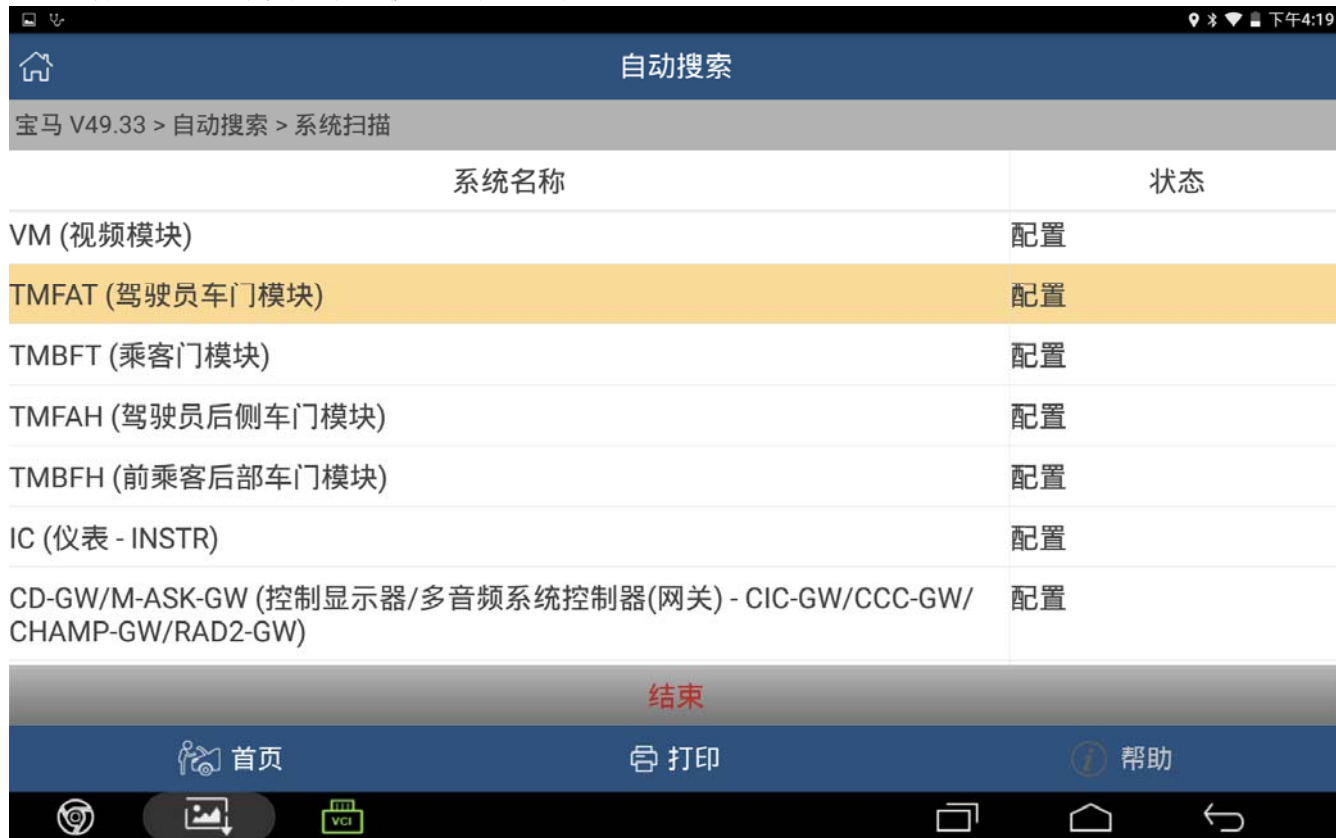 下午4:19
自动搜索
宝马 V49.33 > 自动搜索 > 系统扫描
系统名称 状态
VM (视频模块) 配置
TMFAT (驾驶员车门模块) 配置
TMBFT (乘客门模块) 配置
TMFAH (驾驶员后侧车门模块) 配置
TMBFH (前乘客后部车门模块) 配置
IC (仪表 - INSTR) 配置
CD-GW/M-ASK-GW (控制显示器/多音频系统控制器(网关) - CIC-GW/CCC-GW/ 配置
CHAMP-GW/RAD2-GW)
结束
首页 打印 帮助
VCI